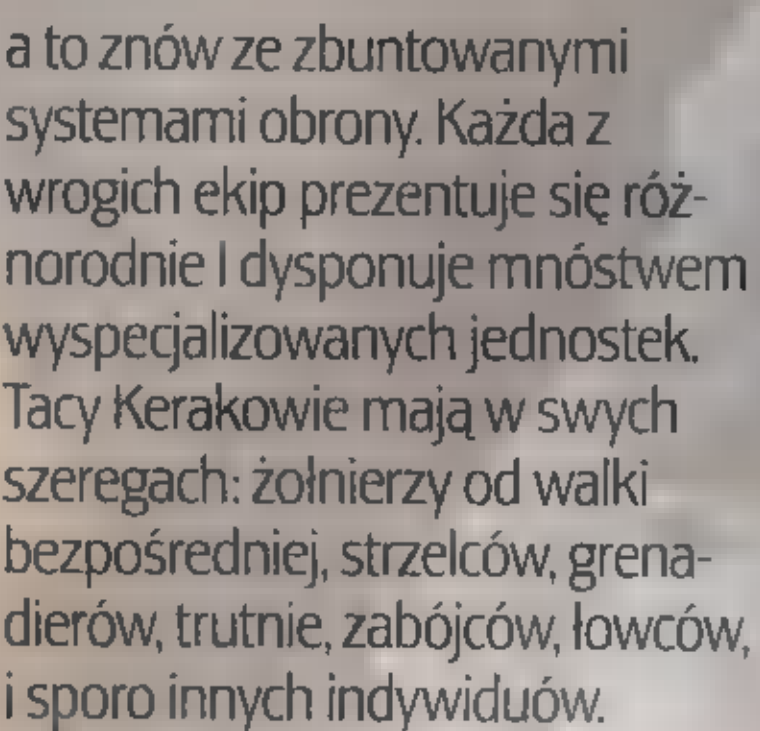 a to znów ze zbuntowanymi
systemami obrony. Każda z
wrogich ekip prezentuje się róż-
norodnie I dysponuje mnóstwem
wyspecjalizowanych jednostek.
Tacy Kerakowie mają w swych
szeregach: żołnierzy od walki
bezpośredniej, strzelców, grena-
dierów, trutnie, zabójców, łowców,
i sporo innych indywiduów.